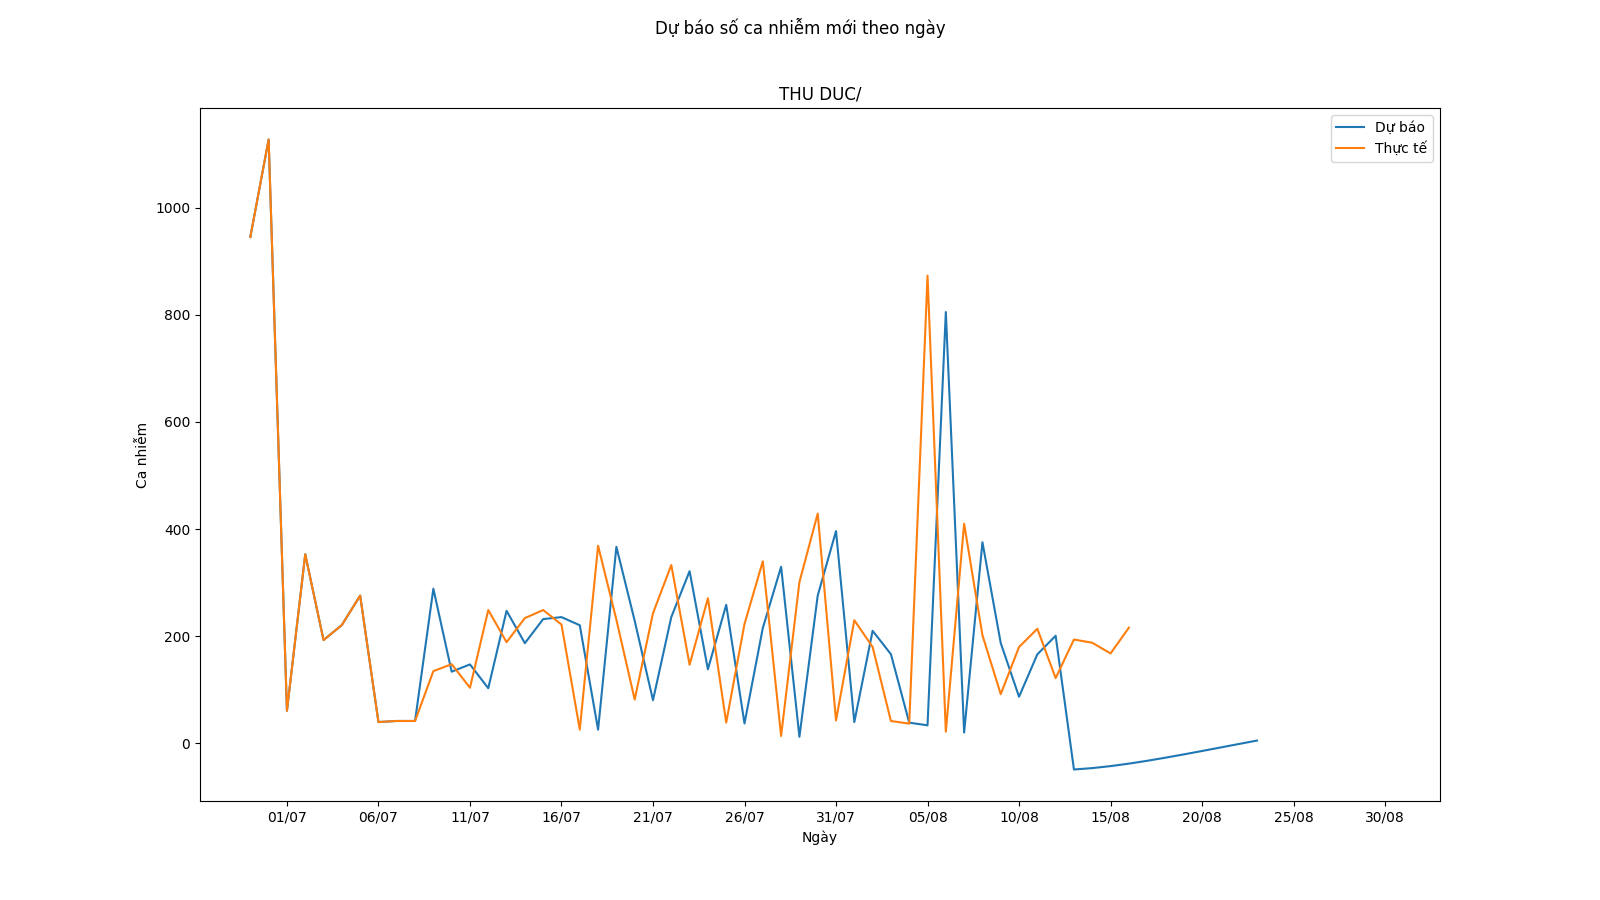 Dự báo số ca nhiễm mới theo ngày
THU DUC/
Dự báo
Thực tế
1000
800
600
400
200
0
Ca nhiễm
01/07 06/07 11/07 16/07 21/07 26/07 31/07 05/08 10/08 15/08 20/08 25/08 30/08
Ngày